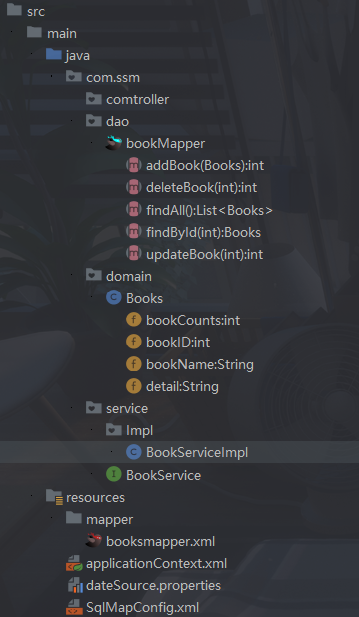 src
main
java
com.ssm
comtroller
dao
bookMapper
addBook(Books):int
deleteBook(int):int
findAll():List<Books>
findById(int):Books
updateBook(int):int
domain
Books
bookCounts:int
bookID:int
bookName:String
detail:String
service
Impl
BookServiceImpl
BookService
resources
mapper
booksmapper.xml
applicationContext.xml
dateSource.properties
SqlMapConfig.xml